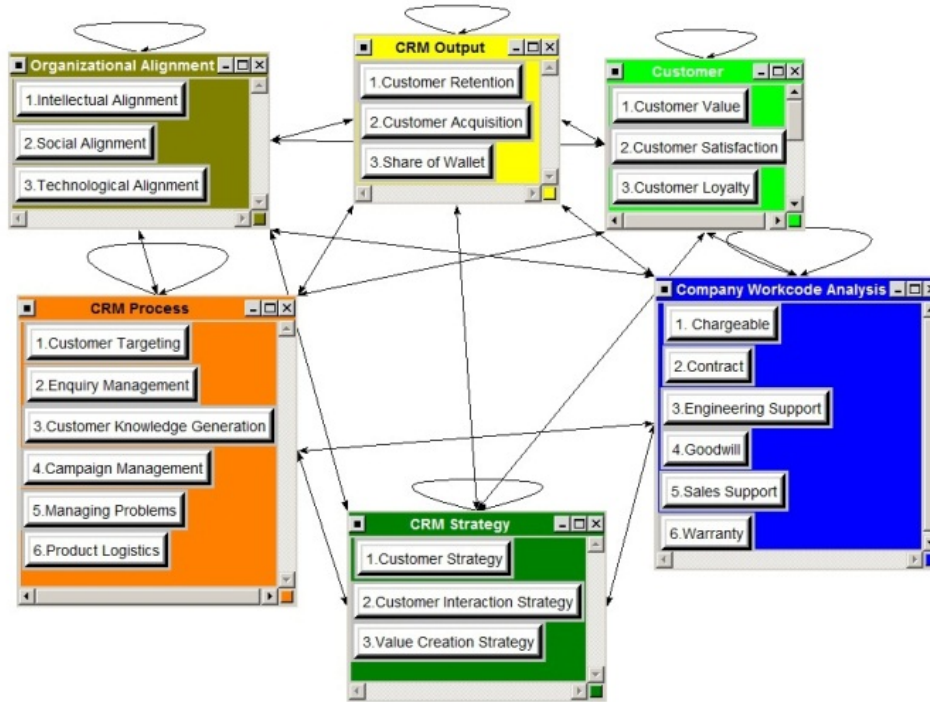 Organizational Alignment
1.Intellectual Alignment
2.Social Alignment
3.Technological Alignment
CRM Output
1.Customer Retention
2.Customer Acquisition
3.Share of Wallet
Customer
1.Customer Value
2.Customer Satisfaction
3.Customer Loyalty
CRM Process
1.Customer Targeting
2.Enquiry Management
3.Customer Knowledge Generation
4.Campaign Management
5.Managing Problems
6.Product Logistics
CRM Strategy
1.Customer Strategy
2.Customer Interaction Strategy
3.Value Creation Strategy
Company Workcode Analysis
1. Chargeable
2.Contract
3.Engineering Support
4.Goodwill
5.Sales Support
6.Warranty